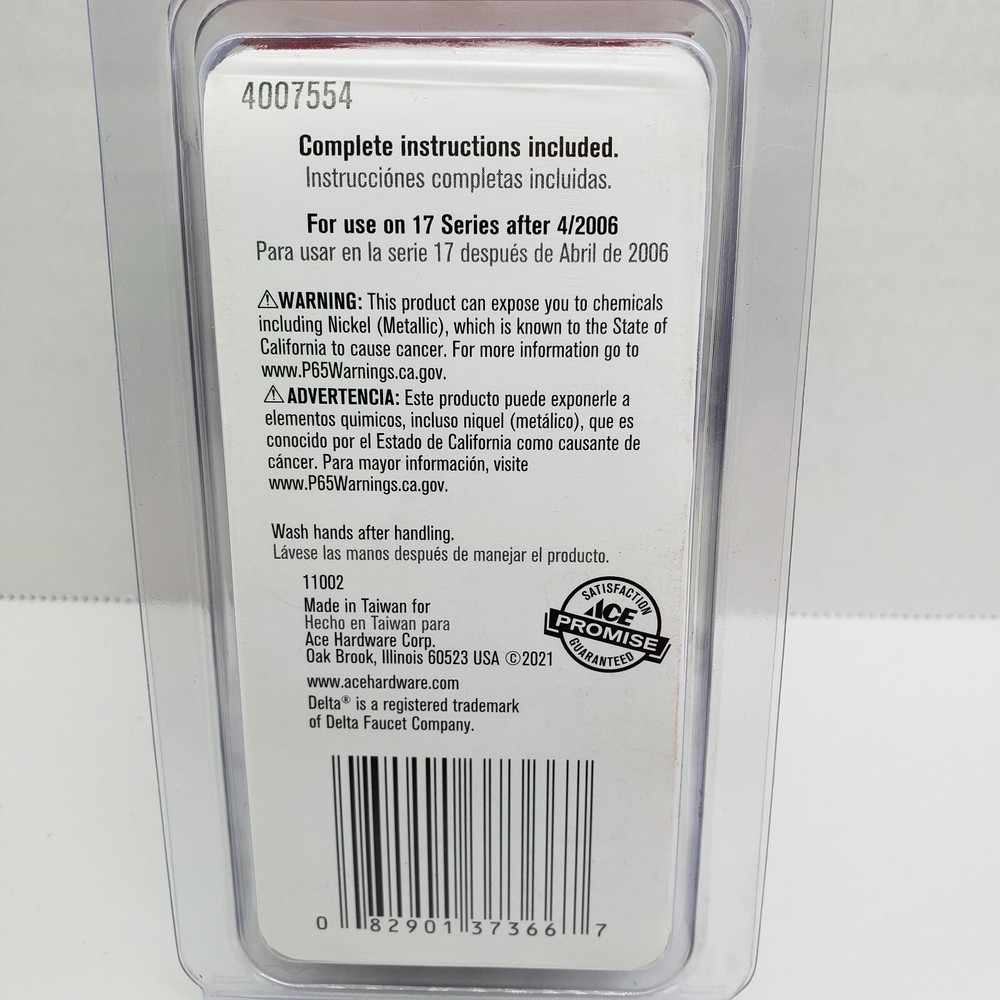 4007554
Complete instructions included.
Instrucciónes completas incluidas.
For use on 17 Series after 4/2006
Para usar en la serie 17 después de Abril de 2006
⚠WARNING: This product can expose you to chemicals
including Nickel (Metallic), which is known to the State of
California to cause cancer. For more information go to
www.P65Warnings.ca.gov.
⚠ ADVERTENCIA: Este producto puede exponerle a
elementos quimicos, incluso niquel (metálico), que es
conocido por el Estado de California como causante de
cáncer. Para mayor información, visite
www.P65Warnings.ca.gov.
Wash hands after handling.
Lávese las manos después de manejar el producto.
11002
Made in Taiwan for
Hecho en Taiwan para
Ace Hardware Corp.
Oak Brook, Illinois 60523 USA ©2021
www.acehardware.com
Delta® is a registered trademark
of Delta Faucet Company.
SATISFACTION
ACE
PROMISE
GUARANTEED
0 82901 37366 7